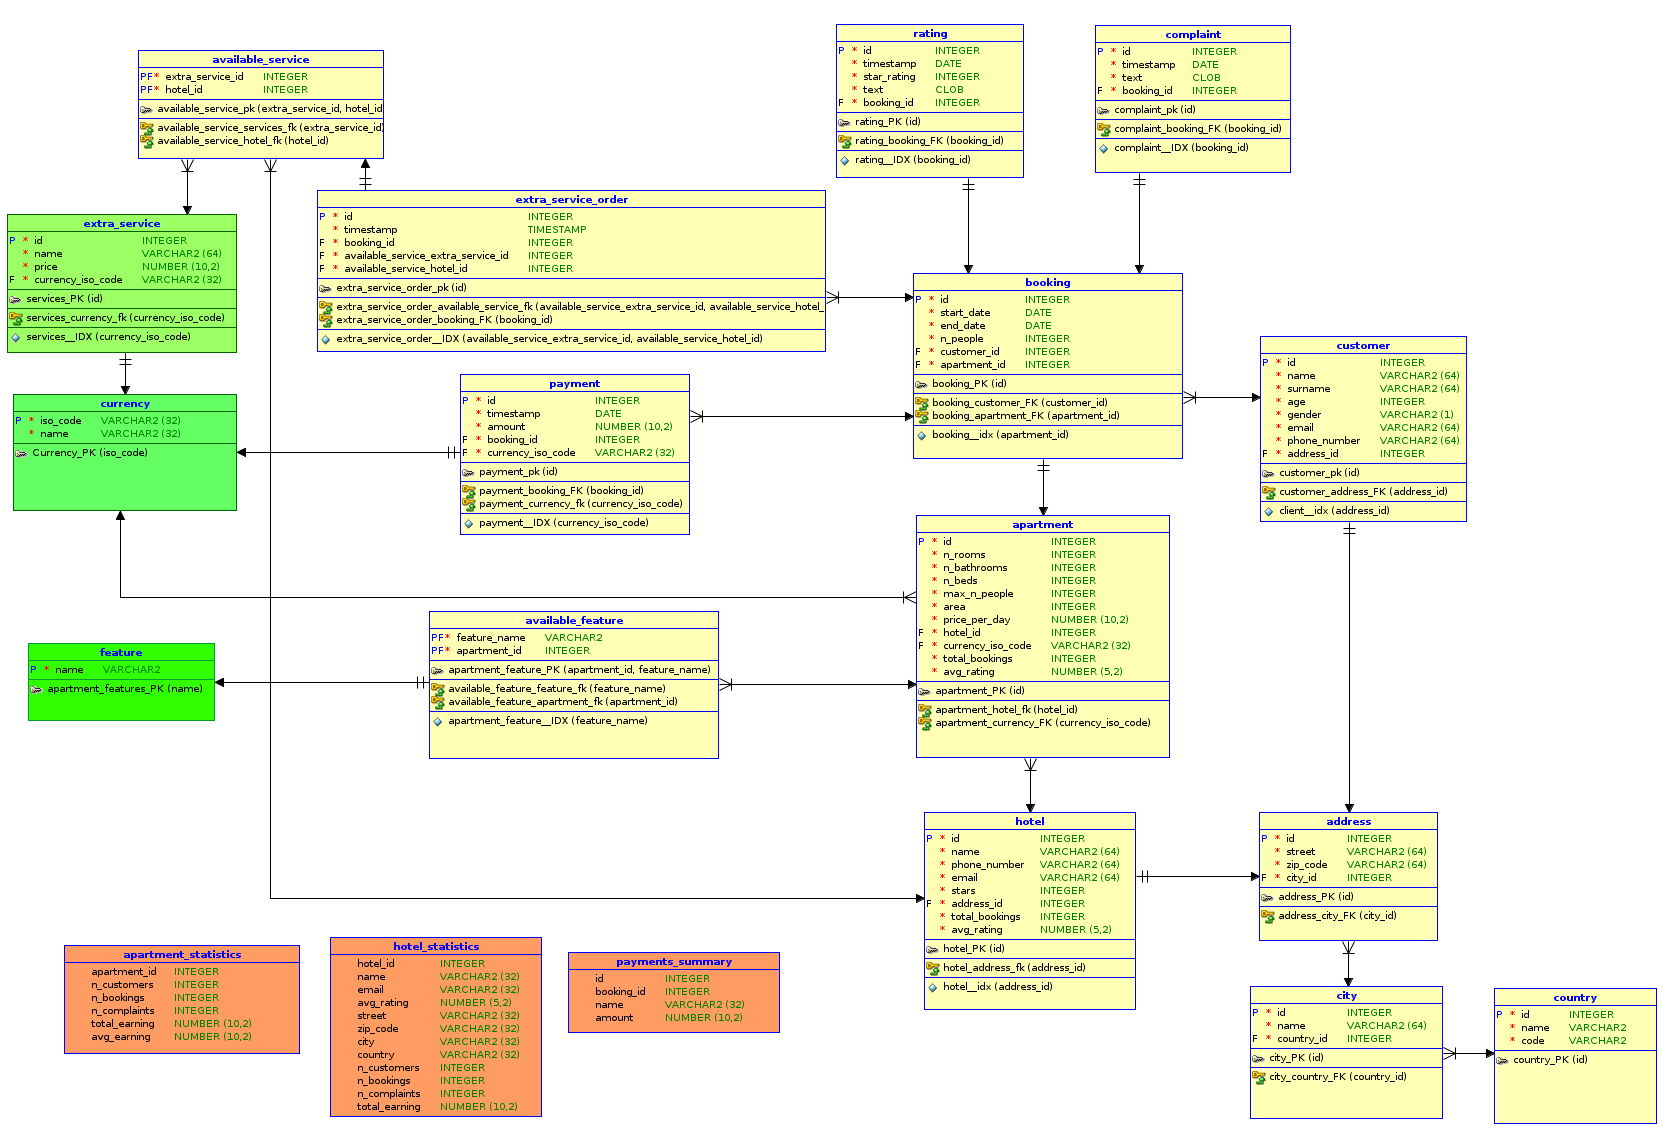 available_service
PF* extra_service_id INTEGER
PF* hotel_id INTEGER
available_service_pk (extra_service_id, hotel_id
available_service_services_fk (extra_service_id)
available_service_hotel_fk (hotel_id)
rating
P * id INTEGER
* timestamp DATE
* star_rating INTEGER
* text CLOB
F * booking_id INTEGER
rating_PK (id)
rating_booking_FK (booking_id)
rating__IDX (booking_id)
complaint
P * id INTEGER
* timestamp DATE
* text CLOB
F * booking_id INTEGER
complaint_pk (id)
complaint_booking_FK (booking_id)
complaint__IDX (booking_id)
extra_service
P * id INTEGER
* name VARCHAR2 (64)
* price NUMBER (10,2)
F * currency_iso_code VARCHAR2 (32)
services_PK (id)
services_currency_fk (currency_iso_code)
services__IDX (currency_iso_code)
extra_service_order
P * id INTEGER
* timestamp TIMESTAMP
F * booking_id INTEGER
F * available_service_extra_service_id INTEGER
F * available_service_hotel_id INTEGER
extra_service_order_pk (id)
extra_service_order_available_service_fk (available_service_extra_service_id, available_service_hotel_
extra_service_order_booking_FK (booking_id)
extra_service_order__IDX (available_service_extra_service_id, available_service_hotel_id)
booking
P * id INTEGER
* start_date DATE
* end_date DATE
* n_people INTEGER
F * customer_id INTEGER
F * apartment_id INTEGER
booking_PK (id)
booking_customer_FK (customer_id)
booking_apartment_FK (apartment_id)
booking__idx (apartment_id)
customer
P * id INTEGER
* name VARCHAR2 (64)
* surname VARCHAR2 (64)
* age INTEGER
* gender VARCHAR2 (1)
* email VARCHAR2 (64)
* phone_number VARCHAR2 (64)
F * address_id INTEGER
customer_pk (id)
customer_address_FK (address_id)
client__idx (address_id)
currency
P * iso_code VARCHAR2 (32)
* name VARCHAR2 (32)
Currency_PK (iso_code)
payment
P * id INTEGER
* timestamp DATE
* amount NUMBER (10,2)
F * booking_id INTEGER
F * currency_iso_code VARCHAR2 (32)
payment_pk (id)
payment_booking_FK (booking_id)
payment_currency_fk (currency_iso_code)
payment__IDX (currency_iso_code)
apartment
P * id INTEGER
* n_rooms INTEGER
* n_bathrooms INTEGER
* n_beds INTEGER
* max_n_people INTEGER
* area INTEGER
* price_per_day NUMBER (10,2)
F * hotel_id INTEGER
F * currency_iso_code VARCHAR2 (32)
* total_bookings INTEGER
* avg_rating NUMBER (5,2)
apartment_PK (id)
apartment_hotel_fk (hotel_id)
apartment_currency_FK (currency_iso_code)
feature
P * name VARCHAR2
apartment_features_PK (name)
available_feature
PF* feature_name VARCHAR2
PF* apartment_id INTEGER
apartment_feature_PK (apartment_id, feature_name)
available_feature_feature_fk (feature_name)
available_feature_apartment_fk (apartment_id)
apartment_feature__IDX (feature_name)
hotel
P * id INTEGER
* name VARCHAR2 (64)
* phone_number VARCHAR2 (64)
* email VARCHAR2 (64)
* stars INTEGER
F * address_id INTEGER
* total_bookings INTEGER
* avg_rating NUMBER (5,2)
hotel_PK (id)
hotel_address_fk (address_id)
hotel__idx (address_id)
address
P * id INTEGER
* street VARCHAR2 (64)
* zip_code VARCHAR2 (64)
F * city_id INTEGER
address_PK (id)
address_city_FK (city_id)
apartment_statistics
apartment_id INTEGER
n_customers INTEGER
n_bookings INTEGER
n_complaints INTEGER
total_earning NUMBER (10,2)
avg_earning NUMBER (10,2)
hotel_statistics
hotel_id INTEGER
name VARCHAR2 (32)
email VARCHAR2 (32)
avg_rating NUMBER (5,2)
street VARCHAR2 (32)
zip_code VARCHAR2 (32)
city VARCHAR2 (32)
country VARCHAR2 (32)
n_customers INTEGER
n_bookings INTEGER
n_complaints INTEGER
total_earning NUMBER (10,2)
payments_summary
id INTEGER
booking_id INTEGER
name VARCHAR2 (32)
amount NUMBER (10,2)
city
P * id INTEGER
* name VARCHAR2 (64)
F * country_id INTEGER
city_PK (id)
city_country_FK (country_id)
country
P * id INTEGER
* name VARCHAR2
* code VARCHAR2
country_PK (id)